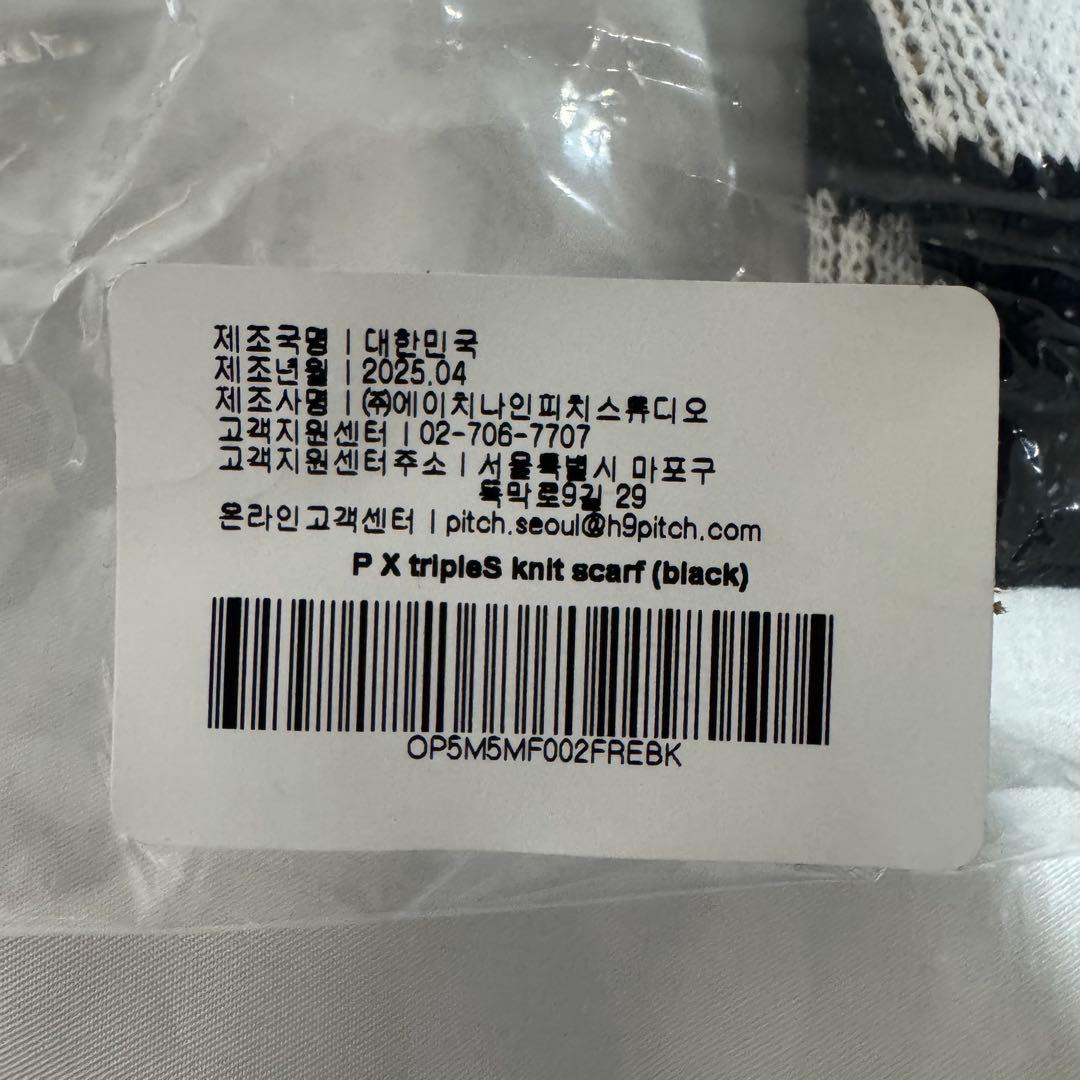 제조국명 | 대한민국
제조년월 | 2025.04
제조사명 | ㈜에이치나인피치스튜디오
고객지원센터 | 02-706-7707
고객지원센터주소 | 서울특별시 마포구
독막로9길 29
온라인고객센터 | pitch.seoul@h9pitch.com
P X tripleS knit scarf (black)
OP5M5MF002FREBK